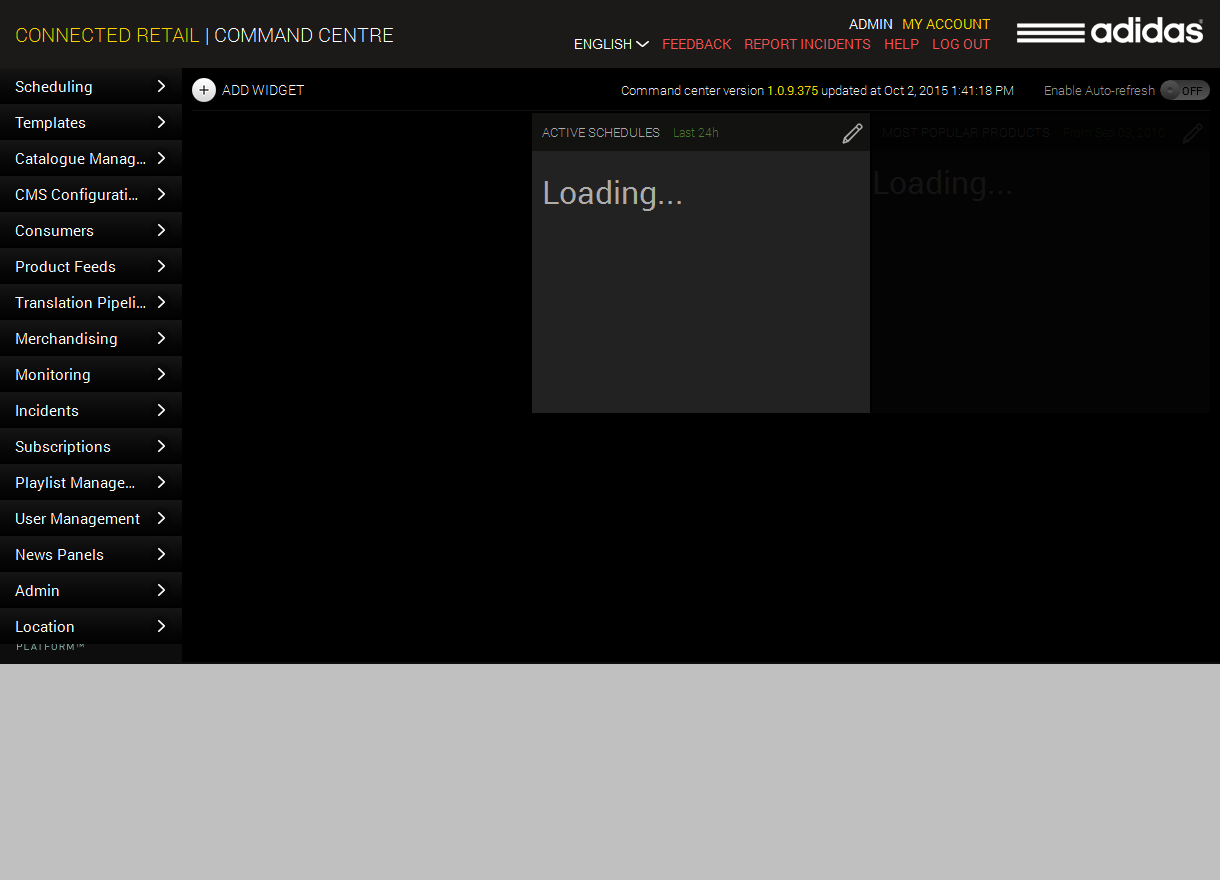 CONNECTED RETAIL | COMMAND CENTRE
ADMIN MY ACCOUNT
ENGLISH FEEDBACK REPORT INCIDENTS HELP LOG OUT
adidas
ADD WIDGET
Command center version 1.0.9.375 updated at Oct 2, 2015 1:41:18 PM
Enable Auto-refresh OFF
Scheduling
Templates
Catalogue Manag...
CMS Configurati...
Consumers
Product Feeds
Translation Pipeli...
Merchandising
Monitoring
Incidents
Subscriptions
Playlist Manage...
User Management
News Panels
Admin
Location
PLATFORM™
ACTIVE SCHEDULES Last 24h
Loading...
MOST POPULAR PRODUCTS From Sep 03, 2010
Loading...